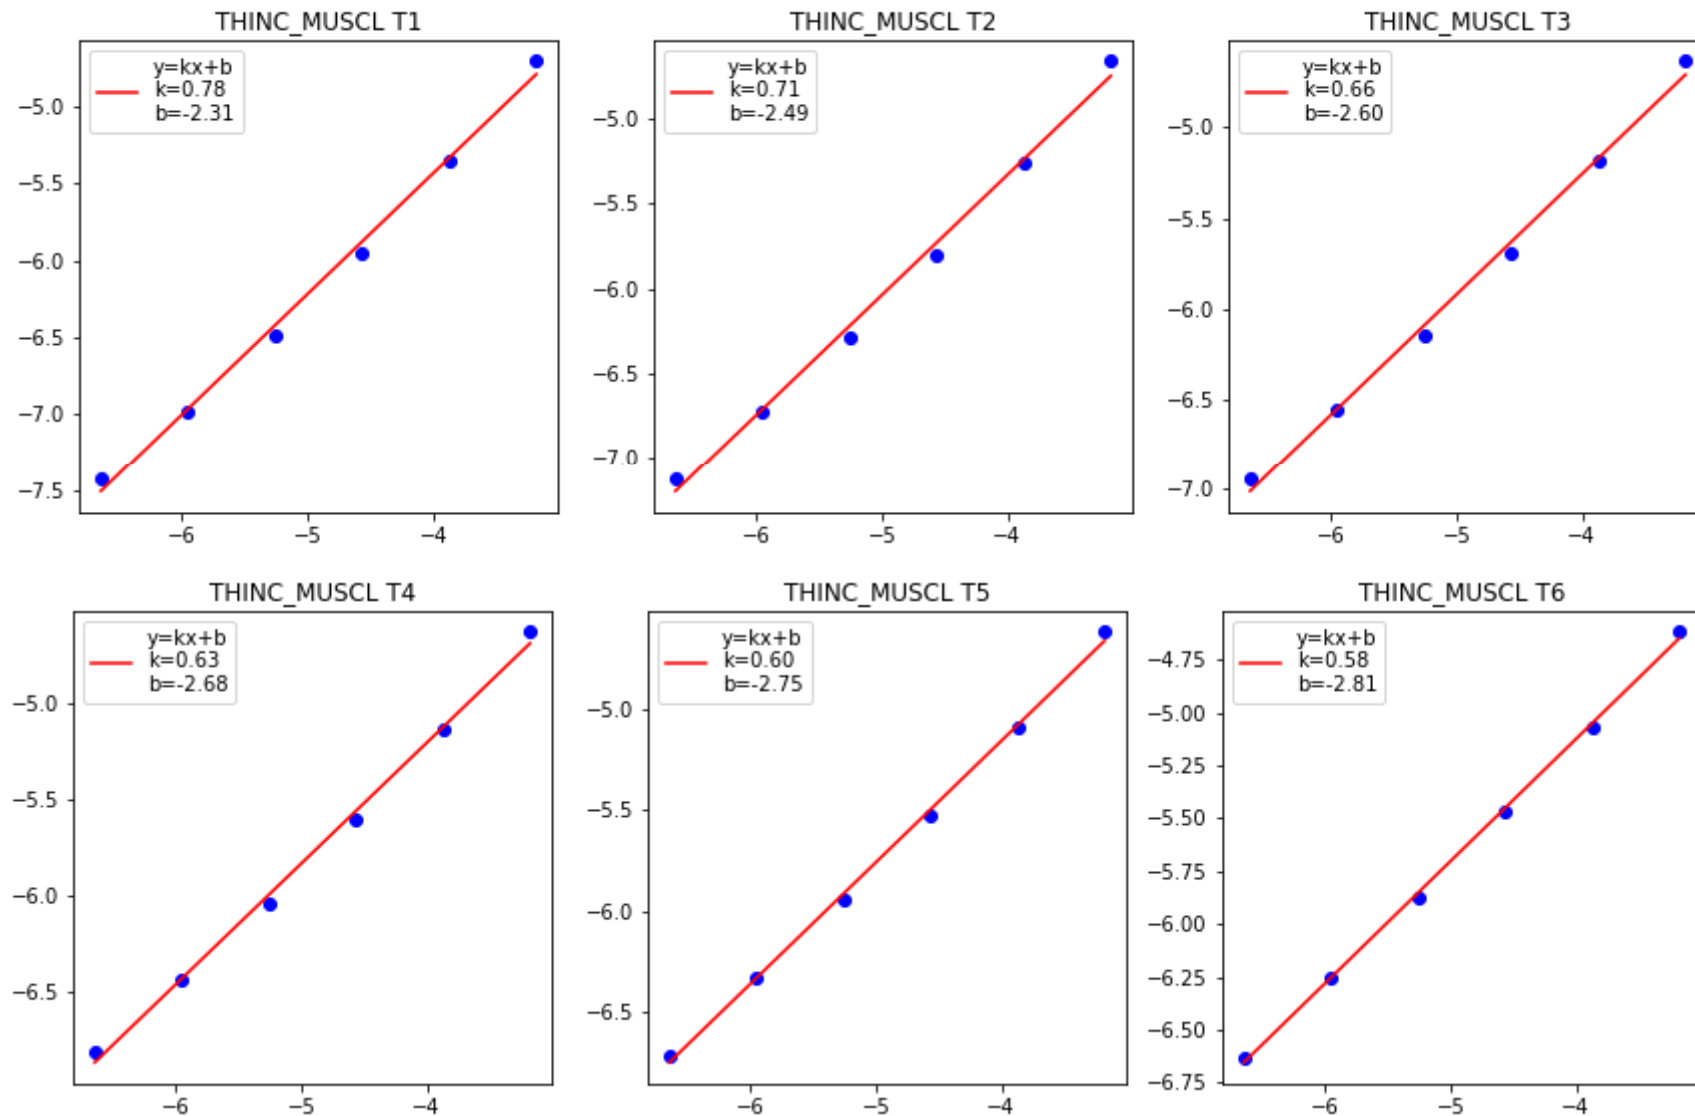 THINC_MUSCL T1
y=kx+b
k=0.78
b=-2.31
−5.0
−5.5
−6.0
−6.5
−7.0
−7.5
−6 −5 −4
THINC_MUSCL T2
y=kx+b
k=0.71
b=-2.49
−5.0
−5.5
−6.0
−6.5
−7.0
−6 −5 −4
THINC_MUSCL T3
y=kx+b
k=0.66
b=-2.60
−5.0
−5.5
−6.0
−6.5
−7.0
−6 −5 −4
THINC_MUSCL T4
y=kx+b
k=0.63
b=-2.68
−5.0
−5.5
−6.0
−6.5
−6 −5 −4
THINC_MUSCL T5
y=kx+b
k=0.60
b=-2.75
−5.0
−5.5
−6.0
−6.5
−6 −5 −4
THINC_MUSCL T6
y=kx+b
k=0.58
b=-2.81
−4.75
−5.00
−5.25
−5.50
−5.75
−6.00
−6.25
−6.50
−6.75
−6 −5 −4